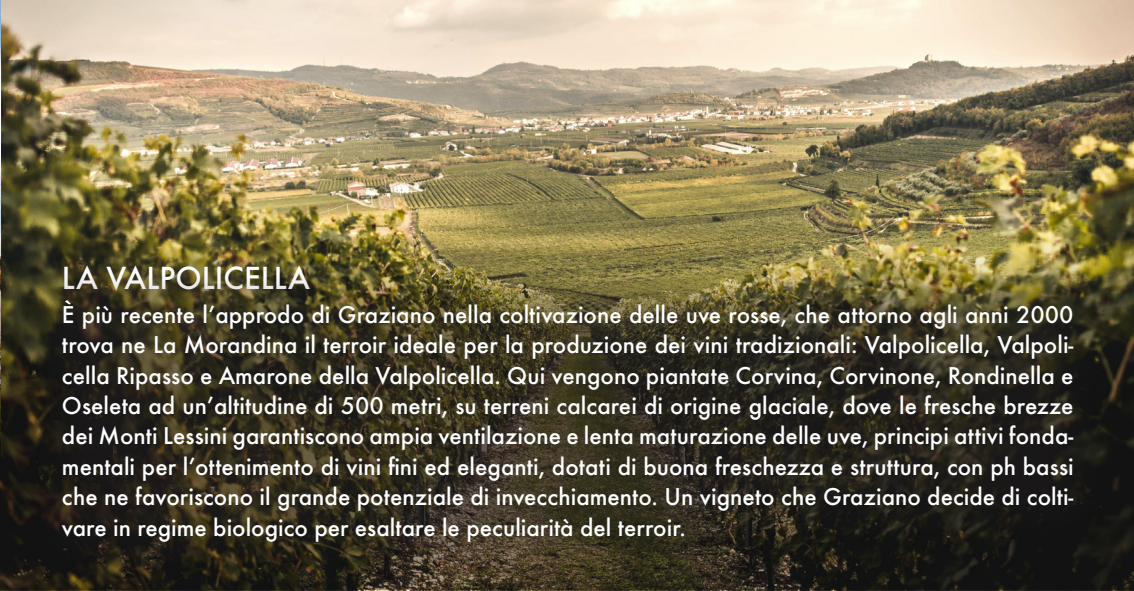 LA VALPOLICELLA
È più recente l’approdo di Graziano nella coltivazione delle uve rosse, che attorno agli anni 2000
trova ne La Morandina il terroir ideale per la produzione dei vini tradizionali: Valpolicella, Valpoli-
cella Ripasso e Amarone della Valpolicella. Qui vengono piantate Corvina, Corvinone, Rondinella e
Oseleta ad un’altitudine di 500 metri, su terreni calcarei di origine glaciale, dove le fresche brezze
dei Monti Lessini garantiscono ampia ventilazione e lenta maturazione delle uve, principi attivi fonda-
mentali per l’ottenimento di vini fini ed eleganti, dotati di buona freschezza e struttura, con ph bassi
che ne favoriscono il grande potenziale di invecchiamento. Un vigneto che Graziano decide di colti-
vare in regime biologico per esaltare le peculiarità del terroir.